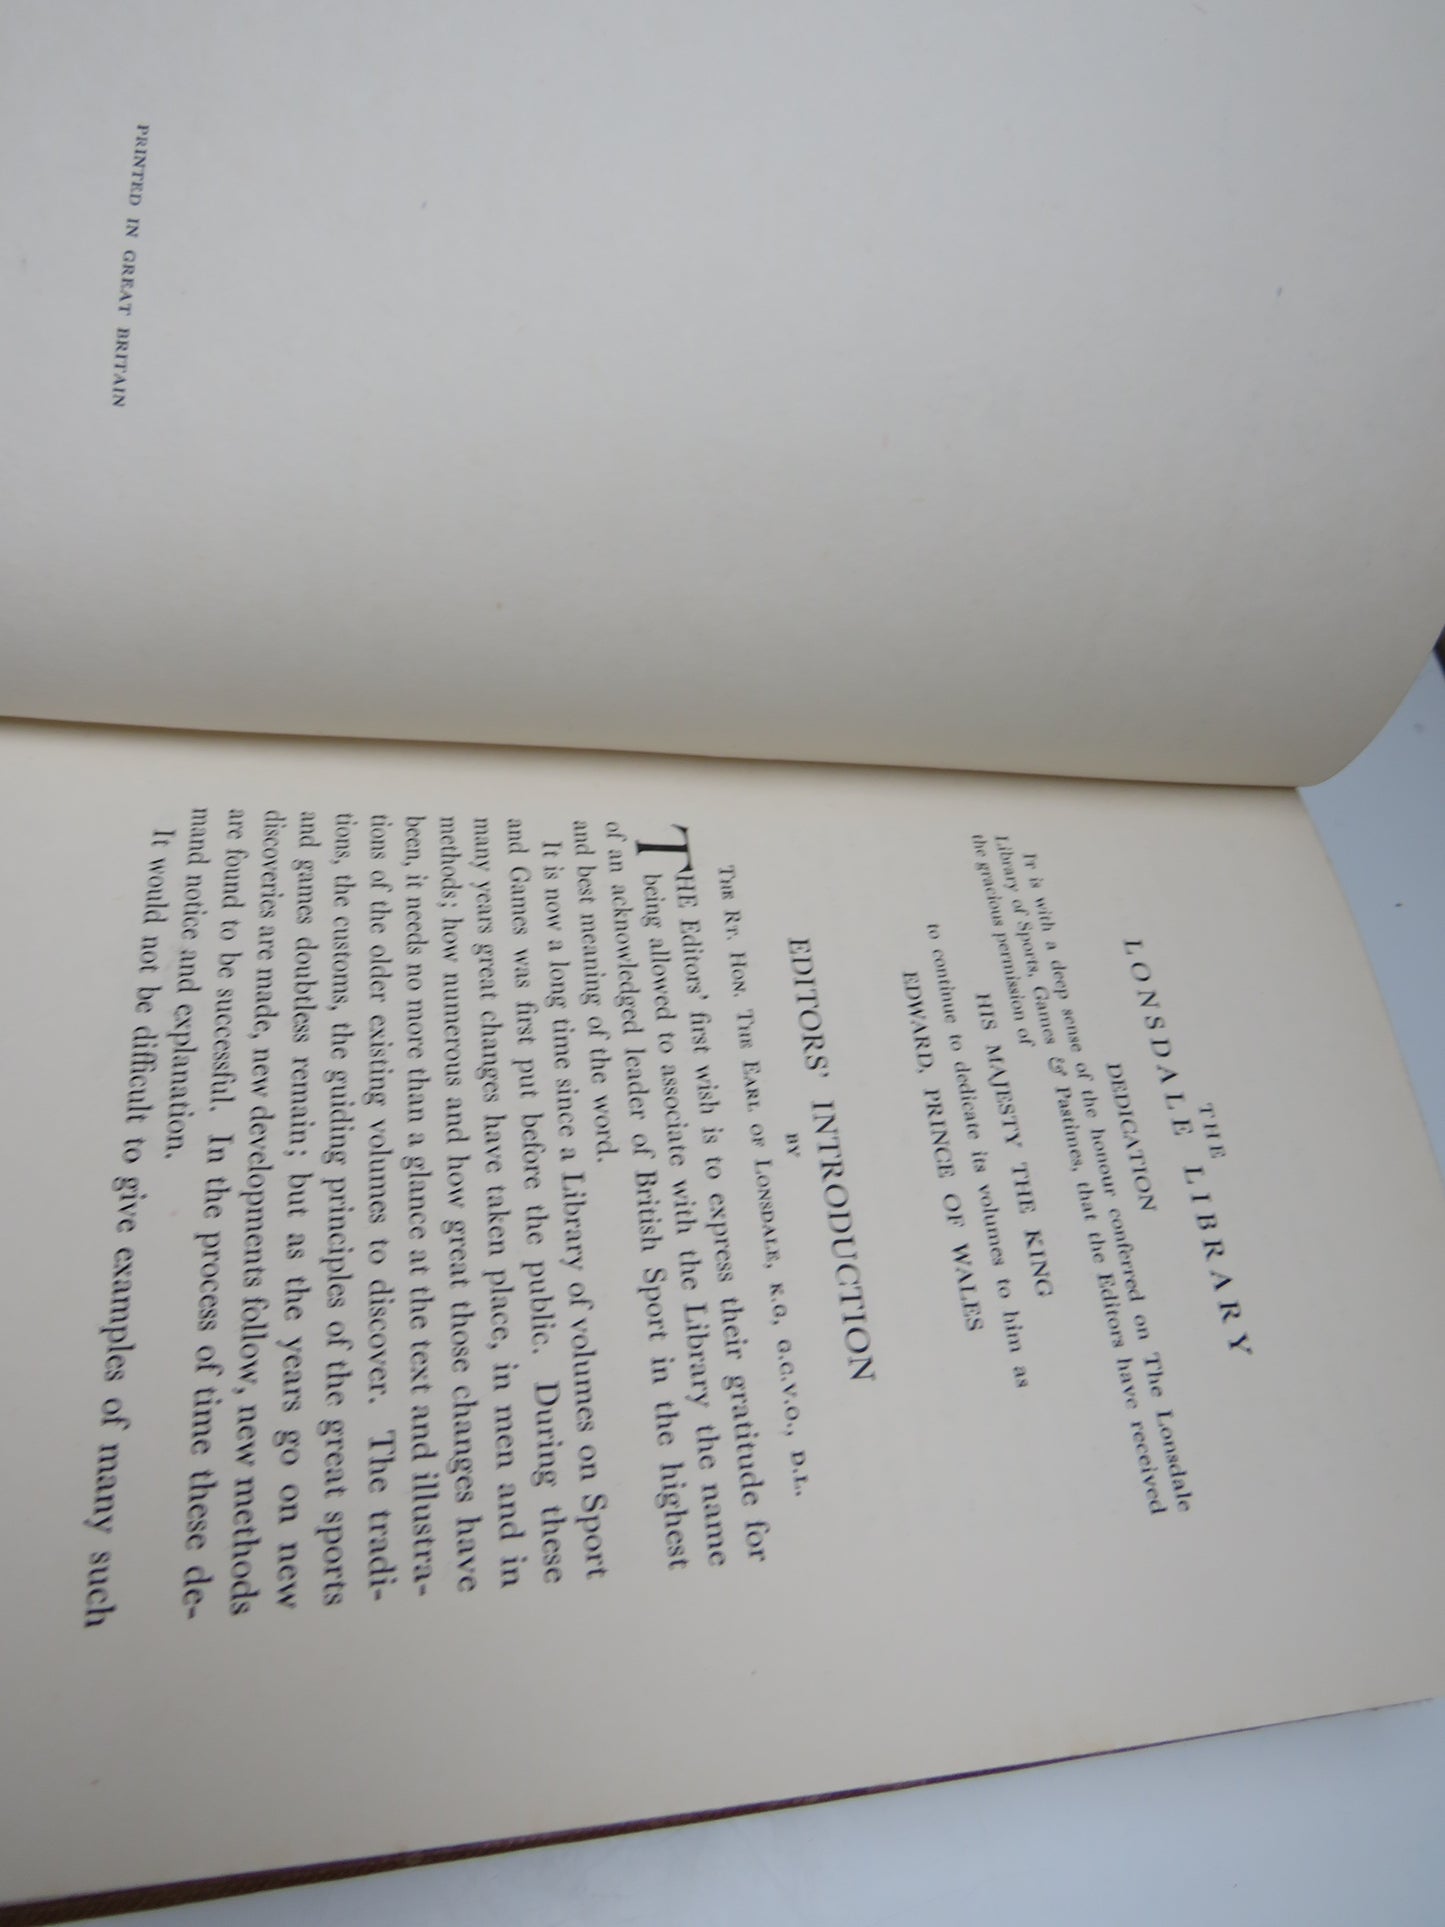 PRINTED IN GREAT BRITAIN
THE
LONSDALE LIBRARY
DEDICATION
It is with a deep sense of the honour conferred on The Lonsdale
Library of Sports, Games & Pastimes, that the Editors have received
the gracious permission of
HIS MAJESTY THE KING
to continue to dedicate its volumes to him as
EDWARD, PRINCE OF WALES
EDITORS' INTRODUCTION
BY
THE RT. HON. THE EARL OF LONSDALE, K.G, G.C.V.O., D.L.
THE Editors' first wish is to express their gratitude for
being allowed to associate with the Library the name
of an acknowledged leader of British Sport in the highest
and best meaning of the word.
It is now a long time since a Library of volumes on Sport
and Games was first put before the public. During these
many years great changes have taken place, in men and in
methods; how numerous and how great those changes have
been, it needs no more than a glance at the text and illustra-
tions of the older existing volumes to discover. The tradi-
tions, the customs, the guiding principles of the great sports
and games doubtless remain; but as the years go on new
discoveries are made, new developments follow, new methods
are found to be successful. In the process of time these de-
mand notice and explanation.
It would not be difficult to give examples of many such